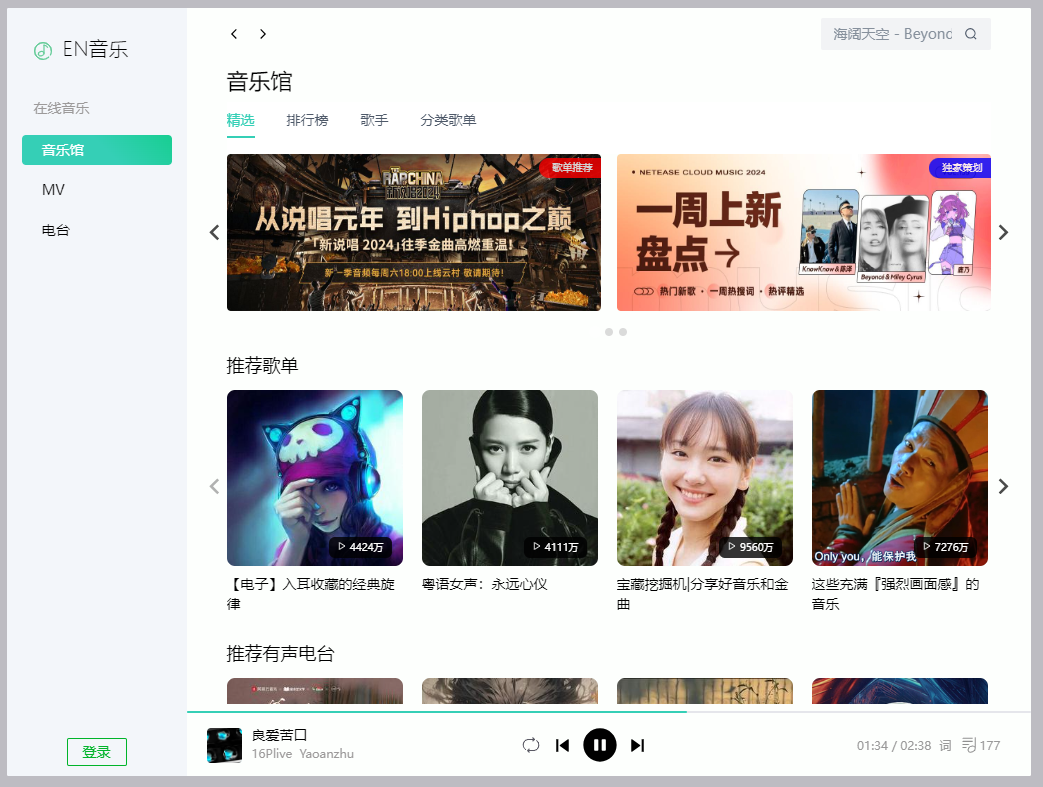 EN音乐
在线音乐
音乐馆
MV
电台
登录
海阔天空 - Beyond
音乐馆
精选
排行榜
歌手
分类歌单
歌单推荐
THE RAP OF CHINA
新说唱2024
从说唱元年 到Hiphop之巅
「新说唱 2024」往季金曲高燃重温!
新一季音频每周六18:00上线云村 敬请期待!
独家策划
NETEASE CLOUD MUSIC 2024
一周上新
盘点
KnowKnow & 陈泽
Beyoncé & Miley Cyrus
鹿乃
热门新歌 · 一周热搜词 · 热评精选
推荐歌单
4424万
4111万
9560万
Only you，能保护我
7276万
【电子】入耳收藏的经典旋
律
粤语女声：永远心仪
宝藏挖掘机|分享好音乐和金
曲
这些充满『强烈画面感』的
音乐
推荐有声电台
良爱苦口
16Plive Yaoanzhu
01:34 / 02:38 词 177